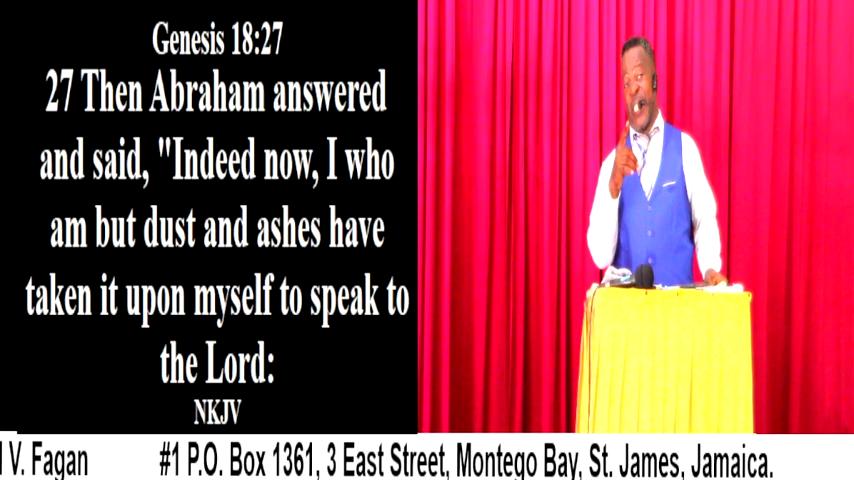 Genesis 18:27
27 Then Abraham answered
and said, "Indeed now, I who
am but dust and ashes have
taken it upon myself to speak to
the Lord:
NKJV
V. Fagan #1 P.O. Box 1361, 3 East Street, Montego Bay, St. James, Jamaica.